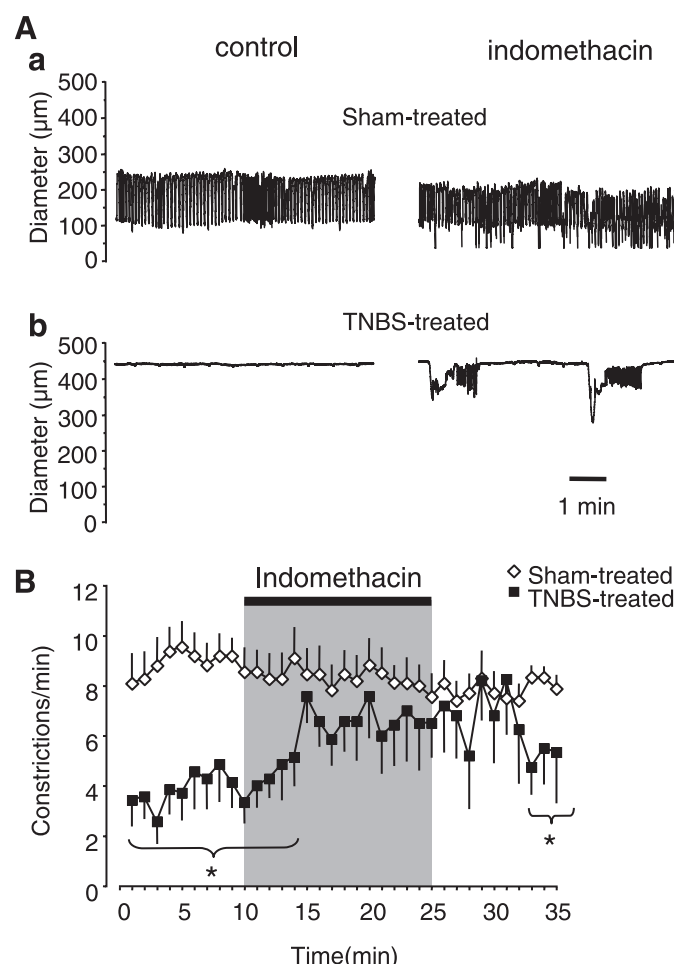 A
a
control
indomethacin
Sham-treated
Diameter (µm)
500
400
300
200
100
0
b
TNBS-treated
Diameter (µm)
500
400
300
200
100
0
1 min
B
Indomethacin
Sham-treated
TNBS-treated
Constrictions/min
12
10
8
6
4
2
0
*
*
0 5 10 15 20 25 30 35
Time(min)